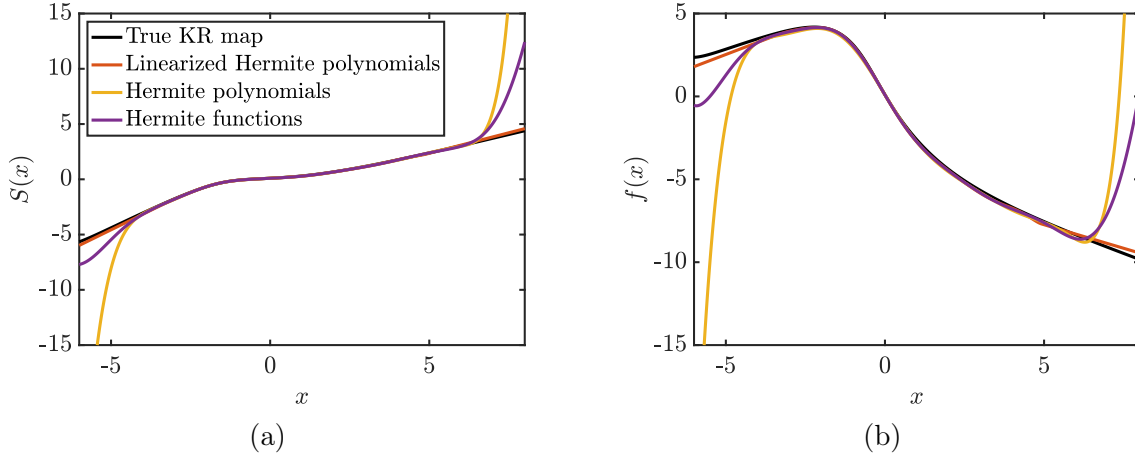 15
10
5
0
-5
-10
-15
S(x)
True KR map
Linearized Hermite polynomials
Hermite polynomials
Hermite functions
-5
0
5
x
(a)
5
0
-5
-10
-15
f(x)
-5
0
5
x
(b)